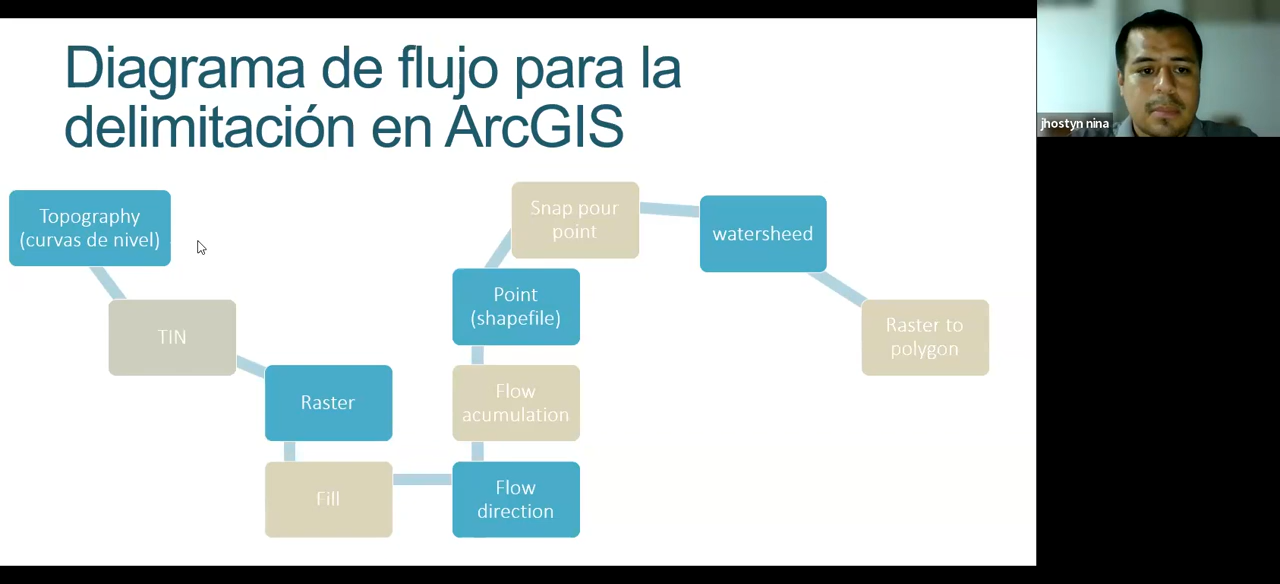 Diagrama de flujo para la
delimitación en ArcGIS
jhostyn nina
Topography
(curvas de nivel)
TIN
Raster
Fill
Flow
direction
Flow
acumulation
Point
(shapefile)
Snap pour
point
watersheed
Raster to
polygon